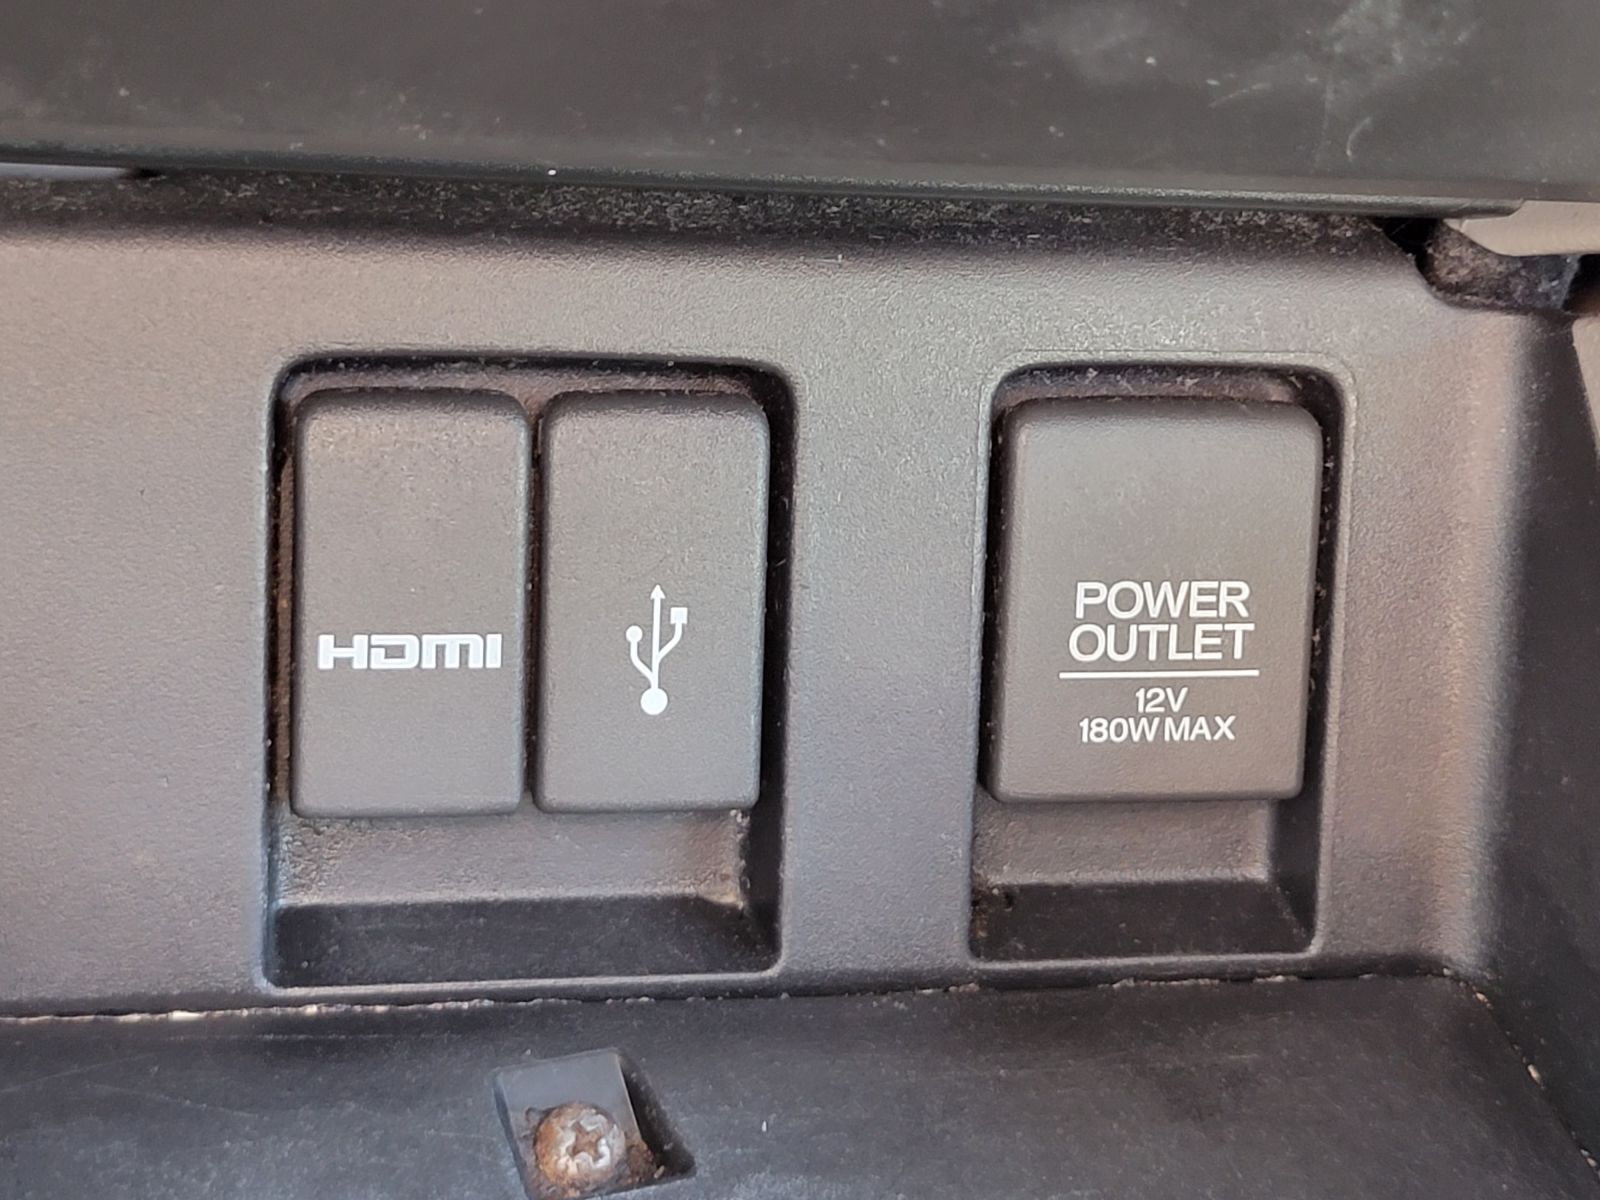 HDMI
POWER
OUTLET
12V
180W MAX